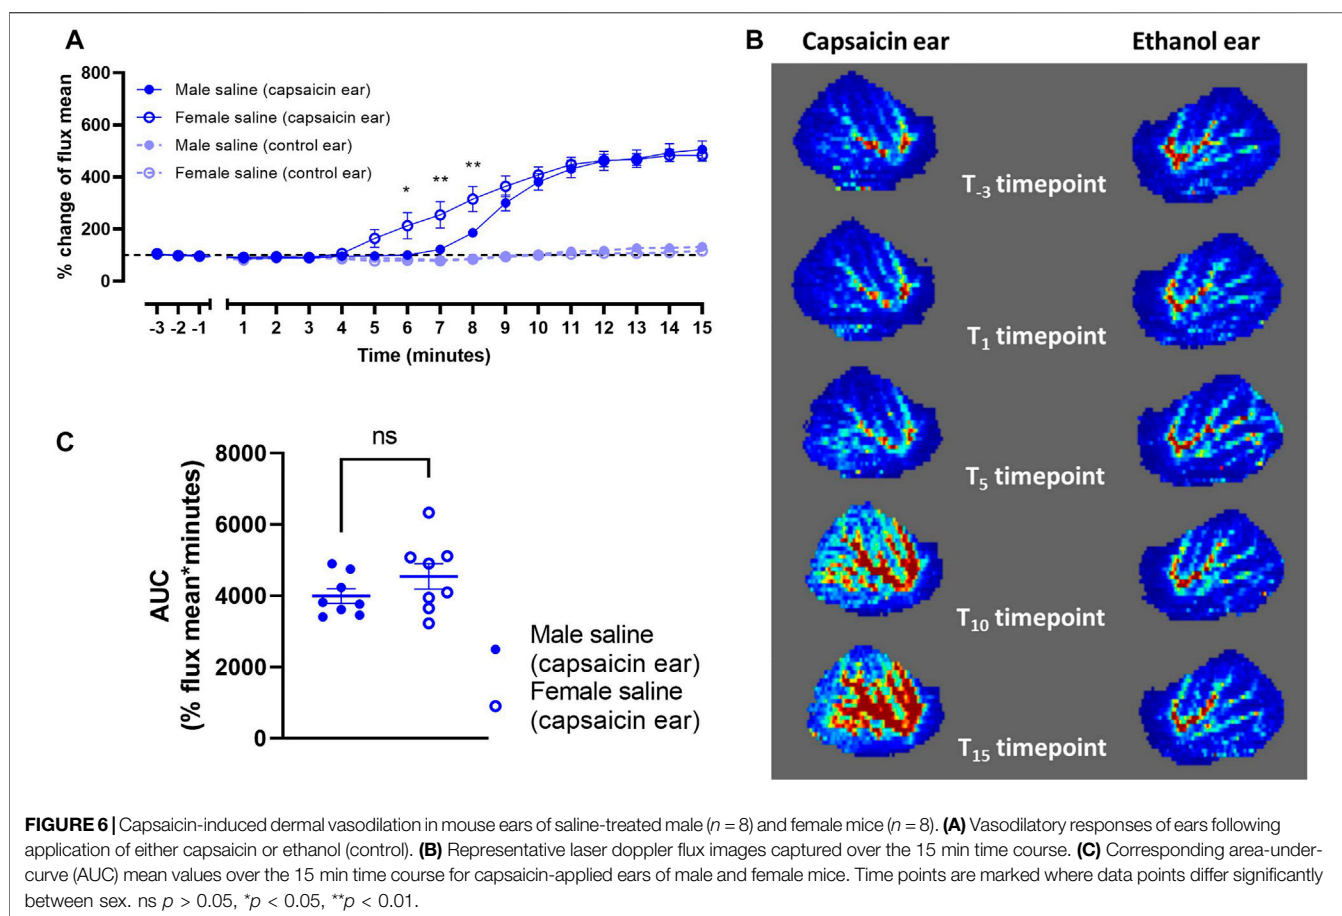 A
% change of flux mean
800
600
400
200
0
Male saline (capsaicin ear)
Female saline (capsaicin ear)
Male saline (control ear)
Female saline (control ear)
* ** **
-3 -2 -1 1 2 3 4 5 6 7 8 9 10 11 12 13 14 15
Time (minutes)
B
Capsaicin ear Ethanol ear
T-3 timepoint
T1 timepoint
T5 timepoint
T10 timepoint
T15 timepoint
C
AUC
(% flux mean*minutes)
8000
6000
4000
2000
0
ns
Male saline
(capsaicin ear)
Female saline
(capsaicin ear)
FIGURE 6 | Capsaicin-induced dermal vasodilation in mouse ears of saline-treated male (n = 8) and female mice (n = 8). (A) Vasodilatory responses of ears following
application of either capsaicin or ethanol (control). (B) Representative laser doppler flux images captured over the 15 min time course. (C) Corresponding area-under-
curve (AUC) mean values over the 15 min time course for capsaicin-applied ears of male and female mice. Time points are marked where data points differ significantly
between sex. ns p > 0.05, *p < 0.05, **p < 0.01.